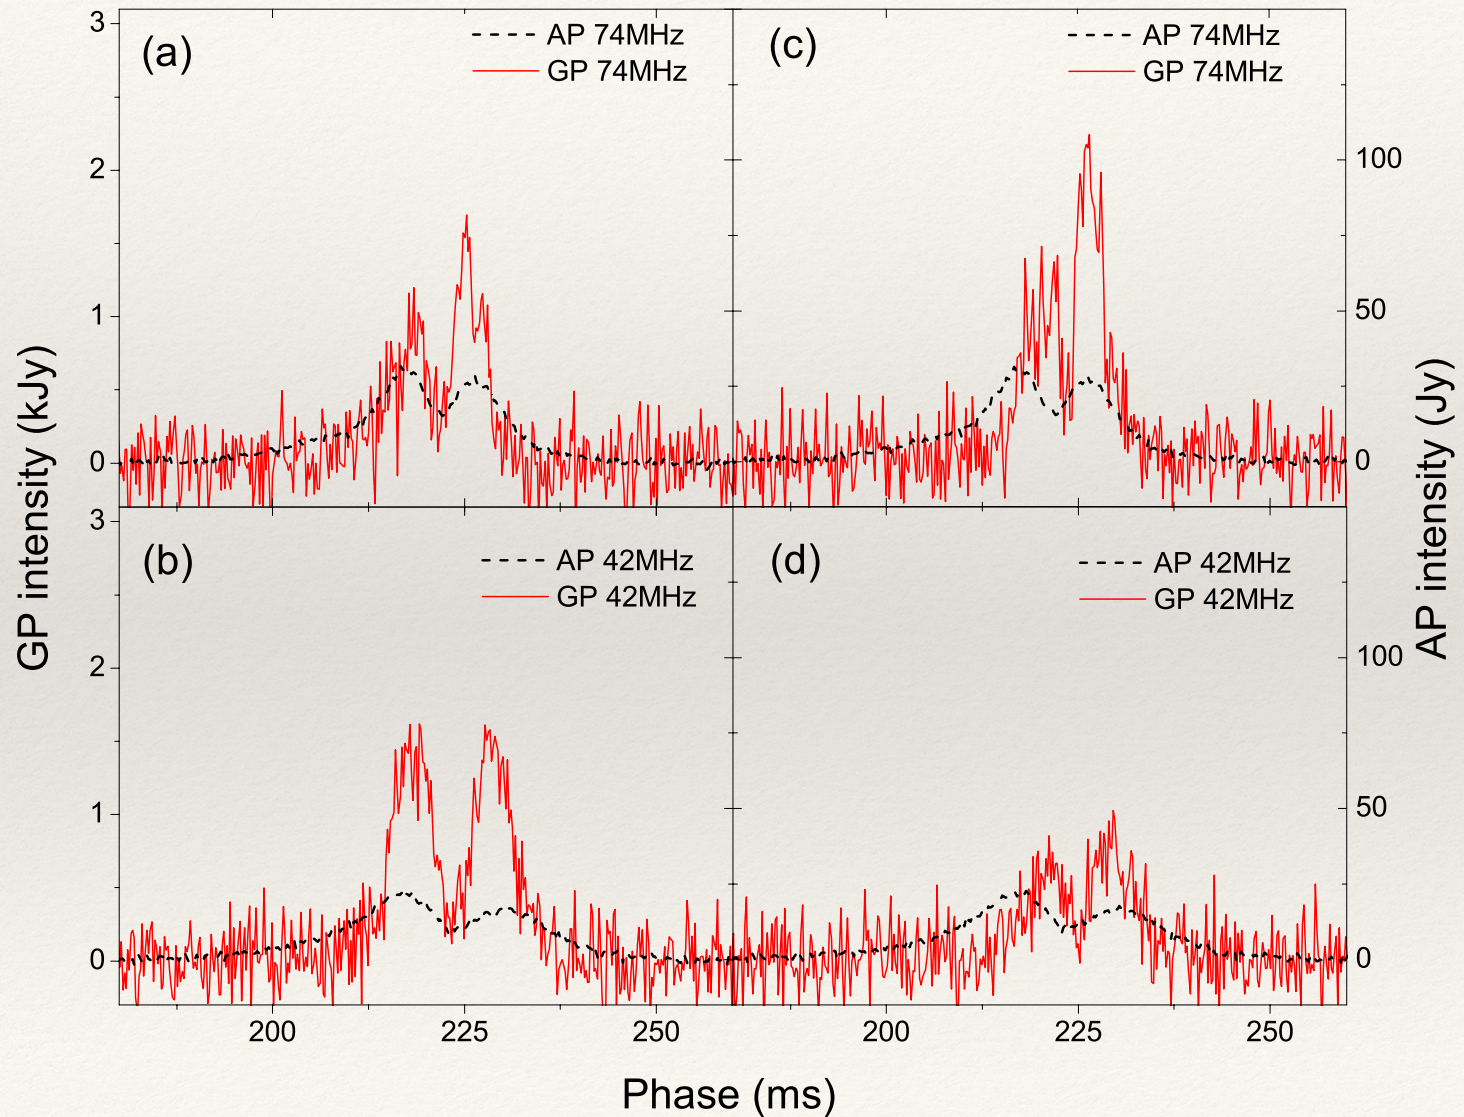 (a)
AP 74MHz
GP 74MHz
(c)
AP 74MHz
GP 74MHz
3
2
1
0
100
50
0
GP intensity (kJy)
AP intensity (Jy)
(b)
AP 42MHz
GP 42MHz
(d)
AP 42MHz
GP 42MHz
3
2
1
0
100
50
0
200 225 250
200 225 250
Phase (ms)